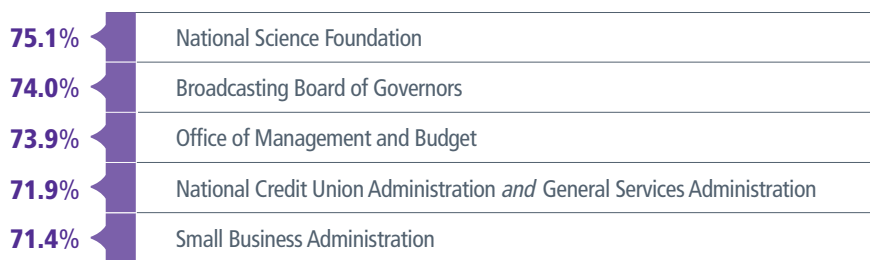 75.1% National Science Foundation
74.0% Broadcasting Board of Governors
73.9% Office of Management and Budget
71.9% National Credit Union Administration and General Services Administration
71.4% Small Business Administration